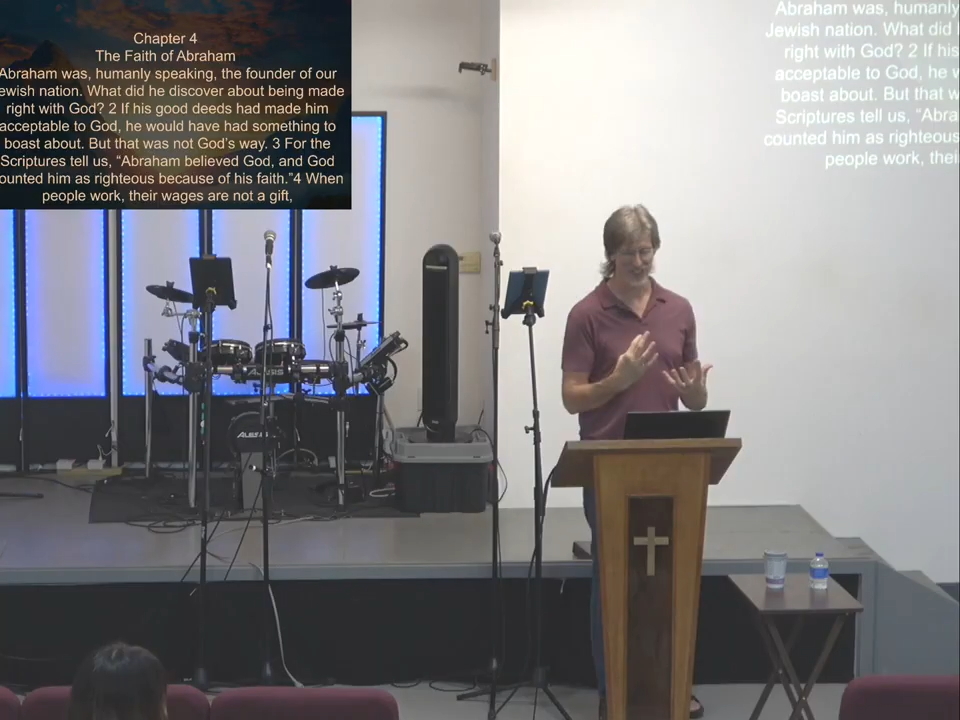 Chapter 4
The Faith of Abraham
Abraham was, humanly speaking, the founder of our
ewish nation. What did he discover about being made
right with God? 2 If his good deeds had made him
acceptable to God, he would have had something to
boast about. But that was not God's way. 3 For the
Scriptures tell us, “Abraham believed God, and God
ounted him as righteous because of his faith.”4 When
people work, their wages are not a gift,
Abraham was, humanly
Jewish nation. What did
right with God? 2 If his
acceptable to God, he w
boast about. But that w
Scriptures tell us, “Abra
counted him as righteous
people work, thei
ALESIS
ALESIS